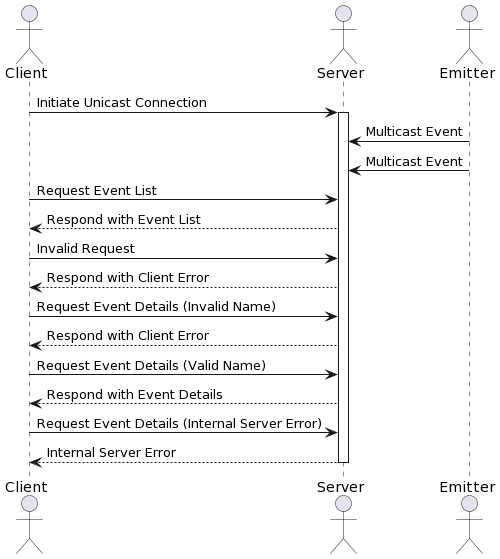 Client Server Emitter
Initiate Unicast Connection
Multicast Event
Multicast Event
Request Event List
Respond with Event List
Invalid Request
Respond with Client Error
Request Event Details (Invalid Name)
Respond with Client Error
Request Event Details (Valid Name)
Respond with Event Details
Request Event Details (Internal Server Error)
Internal Server Error
Client Server Emitter